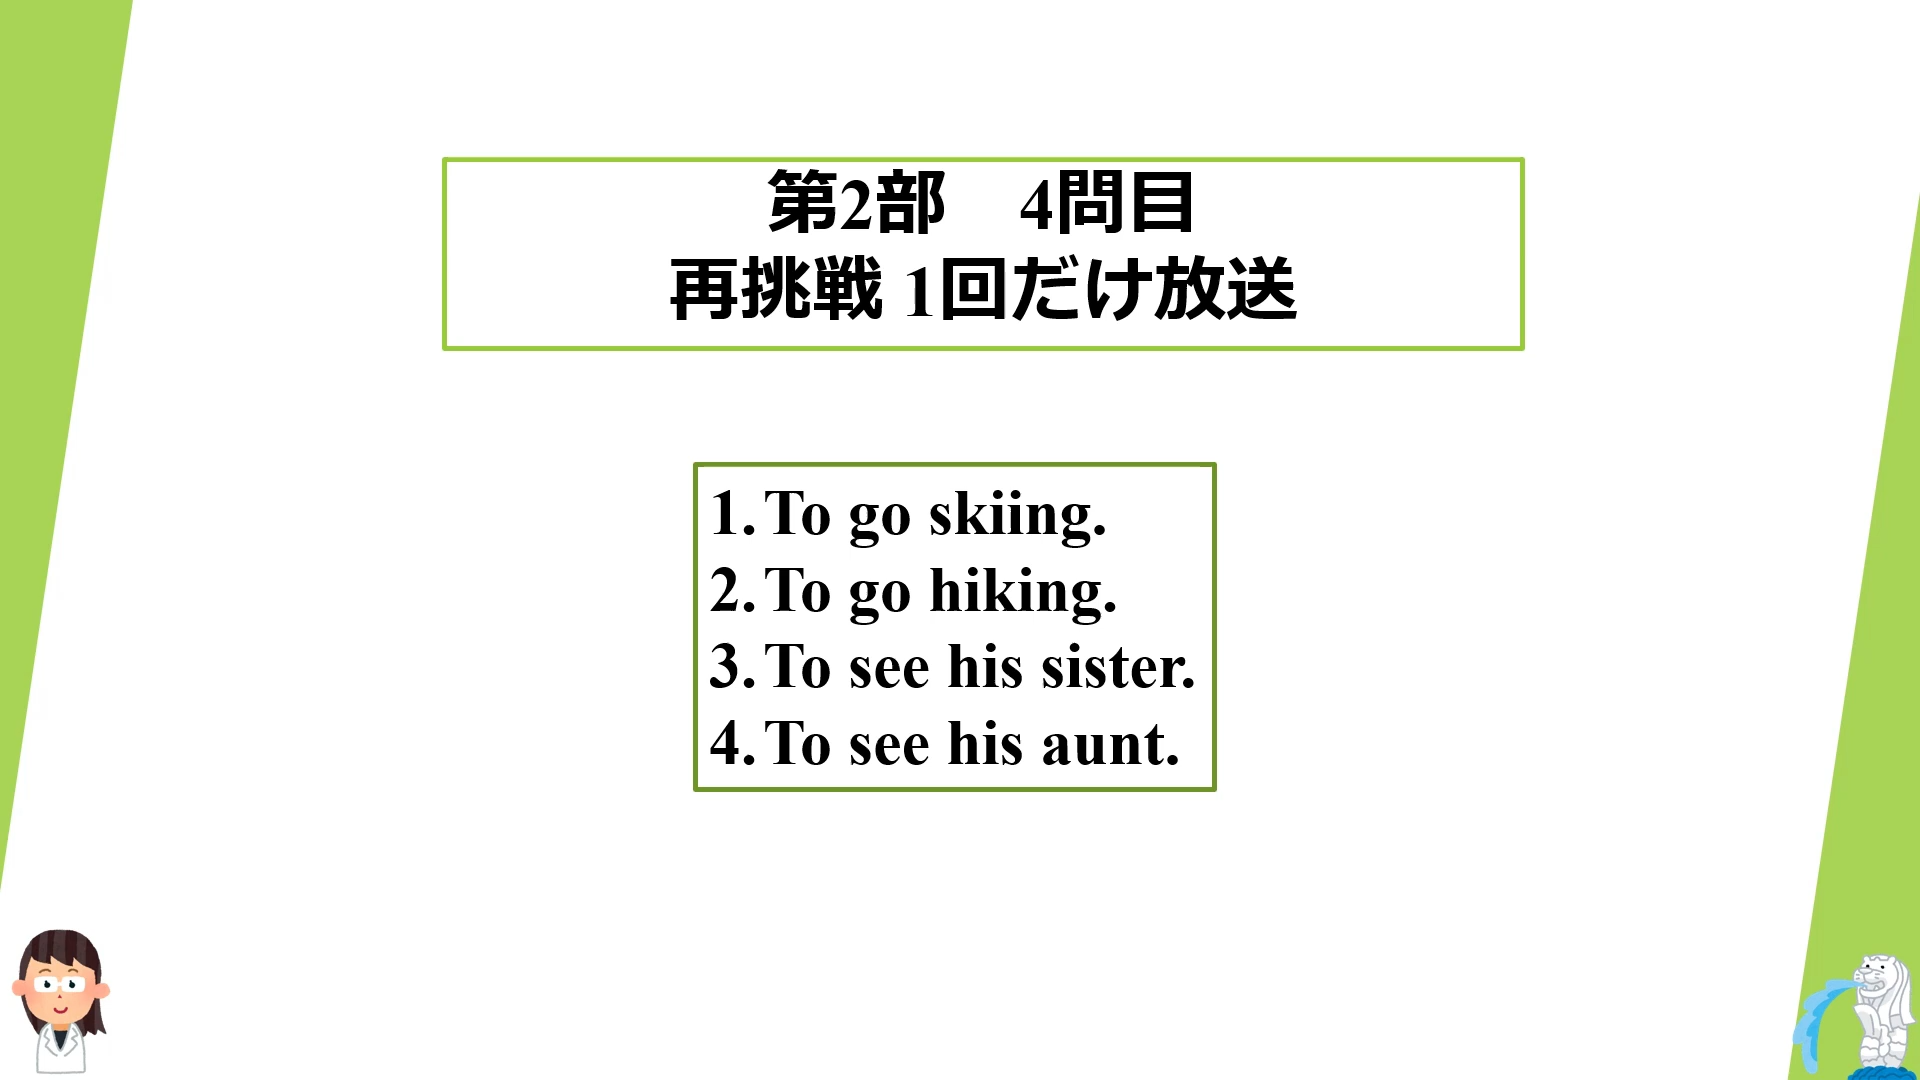 第2部　4問目
再挑戦 1回だけ放送
1. To go skiing.
2. To go hiking.
3. To see his sister.
4. To see his aunt.